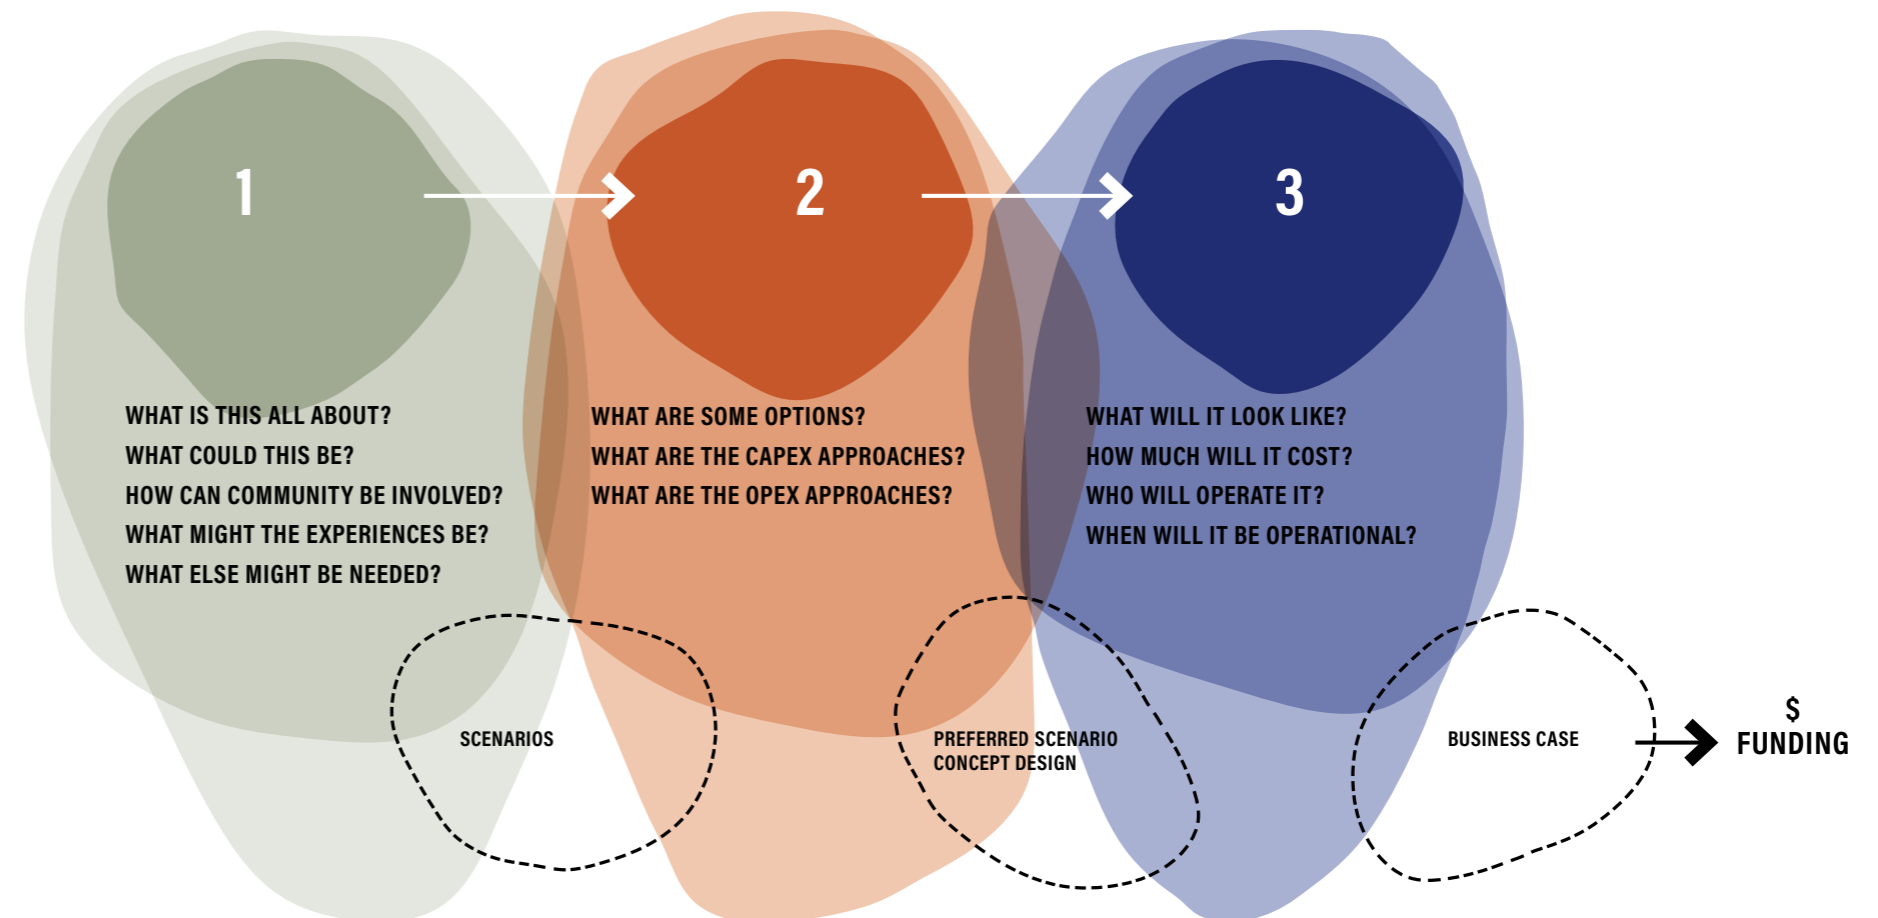 1
WHAT IS THIS ALL ABOUT?
WHAT COULD THIS BE?
HOW CAN COMMUNITY BE INVOLVED?
WHAT MIGHT THE EXPERIENCES BE?
WHAT ELSE MIGHT BE NEEDED?
SCENARIOS
2
WHAT ARE SOME OPTIONS?
WHAT ARE THE CAPEX APPROACHES?
WHAT ARE THE OPEX APPROACHES?
PREFERRED SCENARIO
CONCEPT DESIGN
3
WHAT WILL IT LOOK LIKE?
HOW MUCH WILL IT COST?
WHO WILL OPERATE IT?
WHEN WILL IT BE OPERATIONAL?
BUSINESS CASE
$
FUNDING